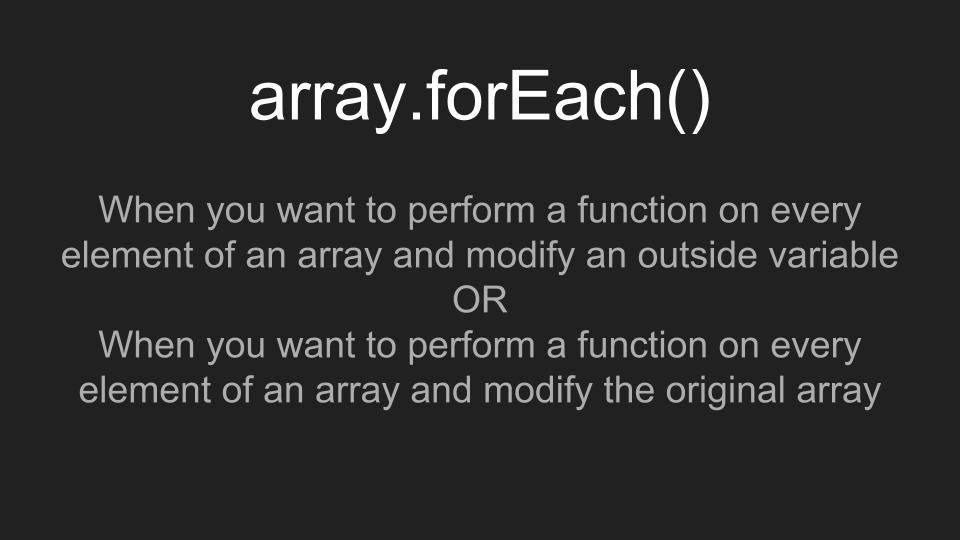 array.forEach()
When you want to perform a function on every
element of an array and modify an outside variable
OR
When you want to perform a function on every
element of an array and modify the original array